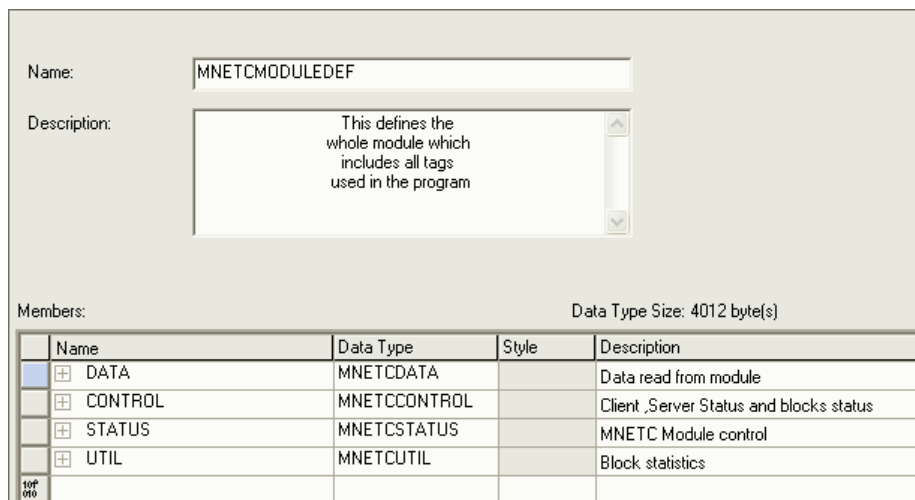 Name: MNETCMODULEDEF
Description: This defines the
whole module which
includes all tags
used in the program
Members: Data Type Size: 4012 byte(s)
Name Data Type Style Description
DATA MNETCDATA Data read from module
CONTROL MNETCCONTROL Client ,Server Status and blocks status
STATUS MNETCSTATUS MNETC Module control
UTIL MNETCUTIL Block statistics